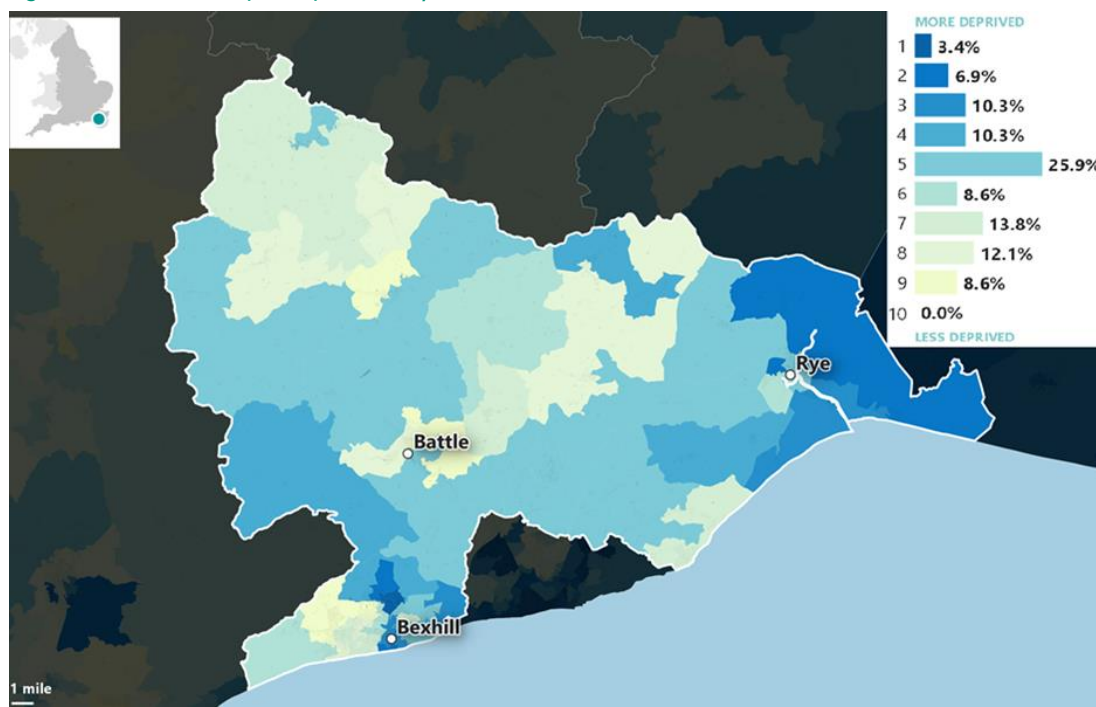 MORE DEPRIVED
1 3.4%
2 6.9%
3 10.3%
4 10.3%
5 25.9%
6 8.6%
7 13.8%
8 12.1%
9 8.6%
10 0.0%
LESS DEPRIVED
Rye
Battle
Bexhill
1 mile